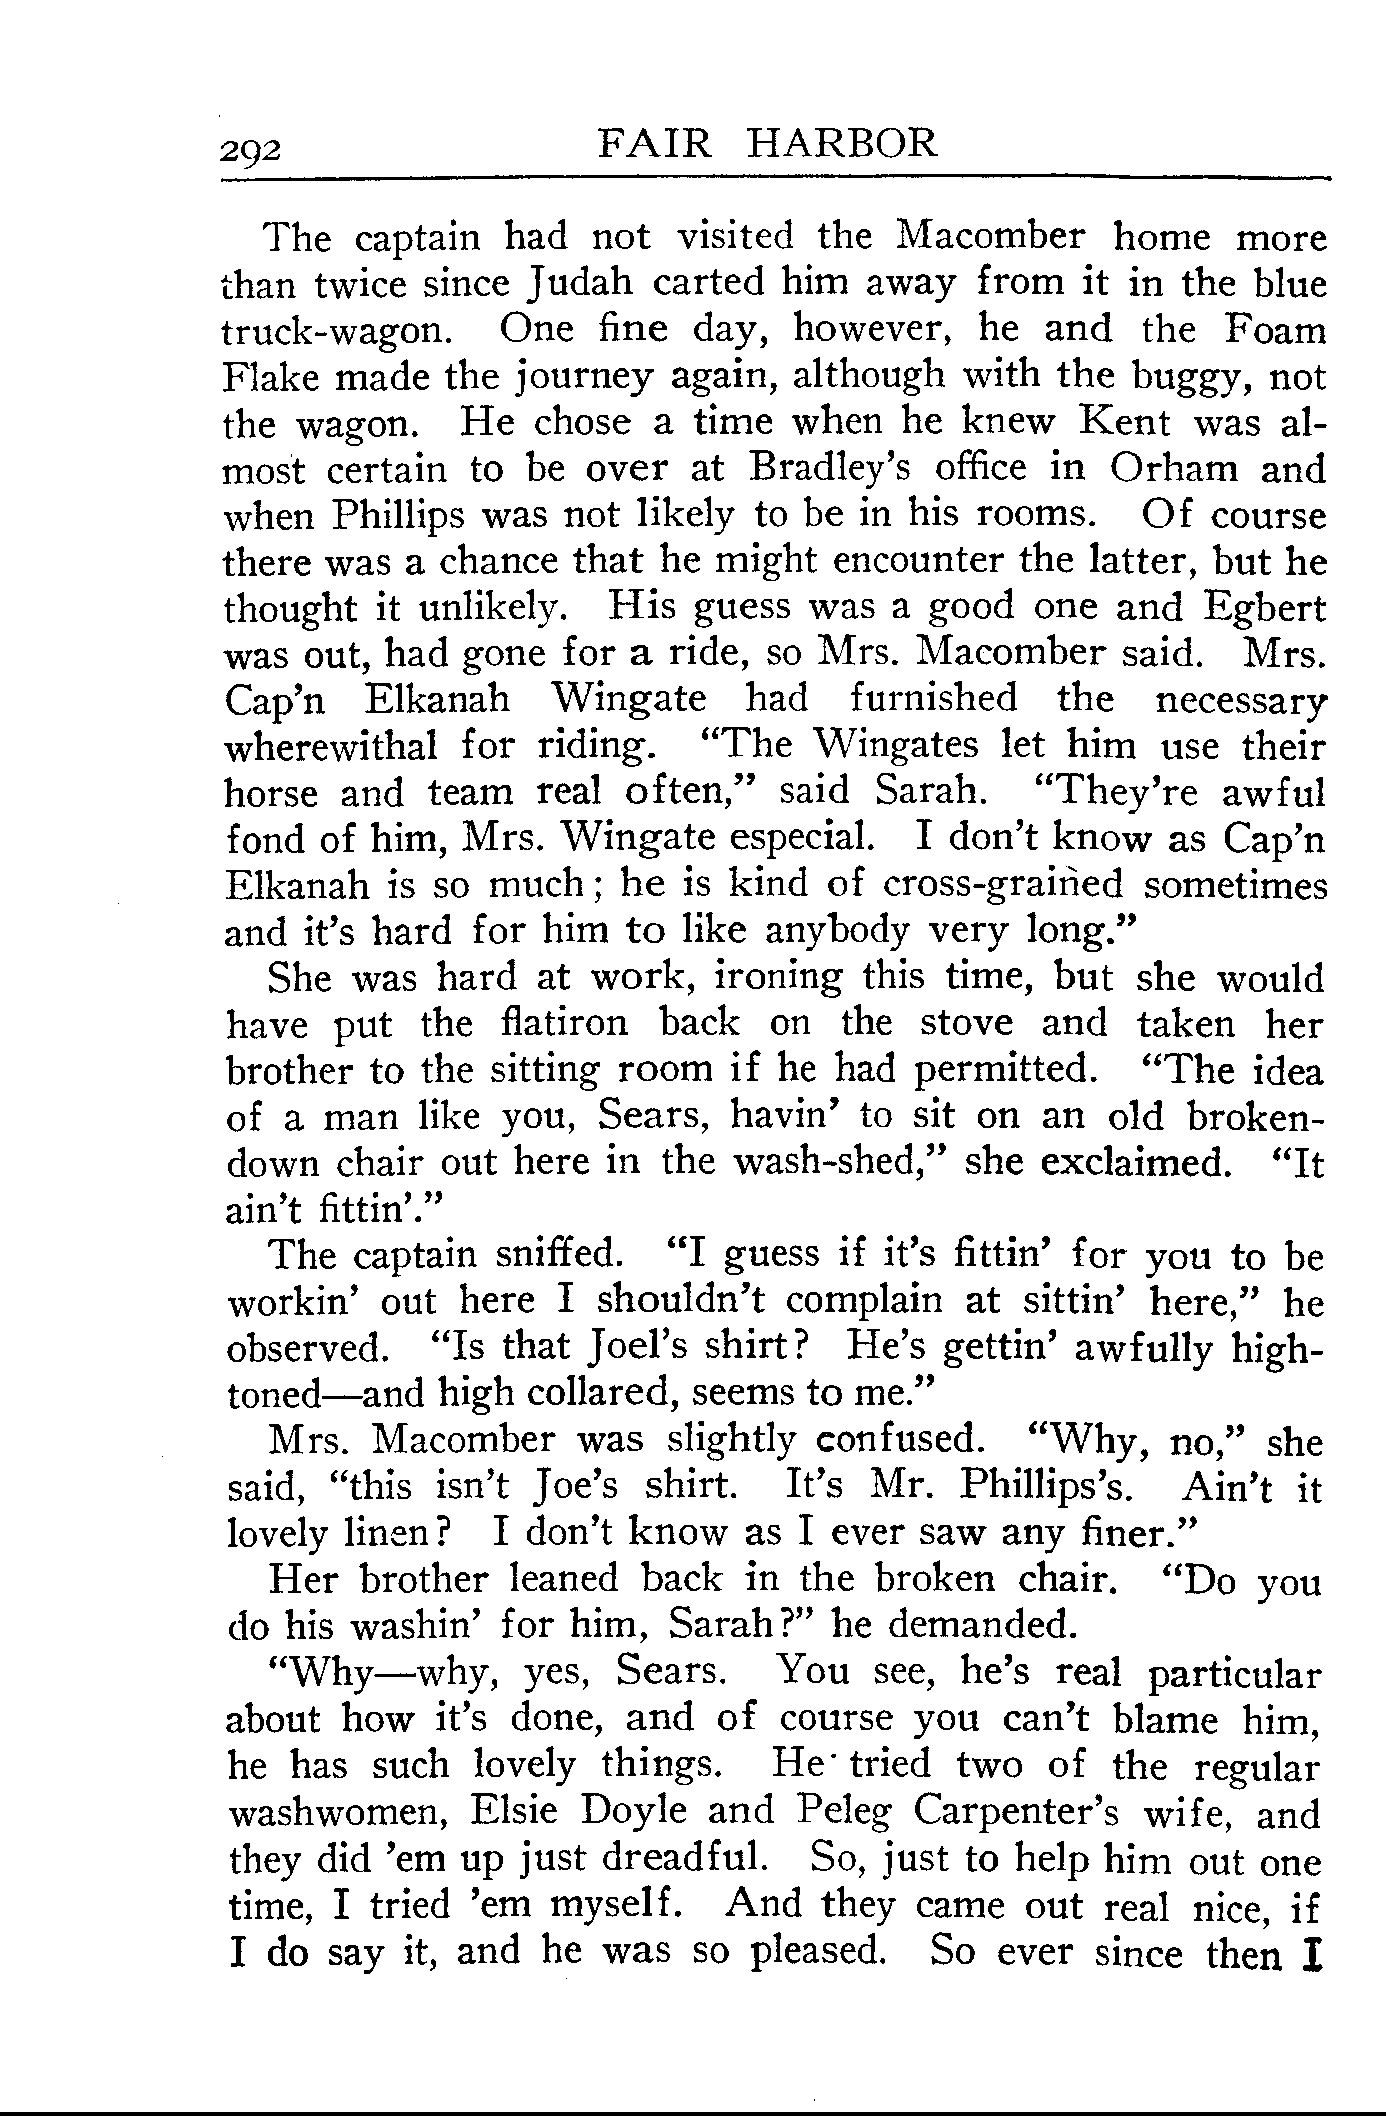 292 FAIR HARBOR
The captain had not visited the Macomber home more
than twice since Judah carted him away from it in the blue
truck-wagon. One fine day, however, he and the Foam
Flake made the journey again, although with the buggy, not
the wagon. He chose a time when he knew Kent was al-
most certain to be over at Bradley's office in Orham and
when Phillips was not likely to be in his rooms. Of course
there was a chance that he might encounter the latter, but he
thought it unlikely. His guess was a good one and Egbert
was out, had gone for a ride, so Mrs. Macomber said. Mrs.
Cap'n Elkanah Wingate had furnished the necessary
wherewithal for riding. “The Wingates let him use their
horse and team real often,” said Sarah. “They're awful
fond of him, Mrs. Wingate especial. I don't know as Cap'n
Elkanah is so much; he is kind of cross-grained sometimes
and it's hard for him to like anybody very long.”
She was hard at work, ironing this time, but she would
have put the flatiron back on the stove and taken her
brother to the sitting room if he had permitted. “The idea
of a man like you, Sears, havin' to sit on an old broken-
down chair out here in the wash-shed,” she exclaimed. “It
ain't fittin'.”
The captain sniffed. “I guess if it's fittin' for you to be
workin' out here I shouldn't complain at sittin' here,” he
observed. “Is that Joel's shirt? He's gettin' awfully high-
toned—and high collared, seems to me.”
Mrs. Macomber was slightly confused. “Why, no,” she
said, “this isn't Joe's shirt. It's Mr. Phillips's. Ain't it
lovely linen? I don't know as I ever saw any finer.”
Her brother leaned back in the broken chair. “Do you
do his washin' for him, Sarah?” he demanded.
“Why—why, yes, Sears. You see, he's real particular
about how it's done, and of course you can't blame him,
he has such lovely things. He tried two of the regular
washwomen, Elsie Doyle and Peleg Carpenter's wife, and
they did 'em up just dreadful. So, just to help him out one
time, I tried 'em myself. And they came out real nice, if
I do say it, and he was so pleased. So ever since then I